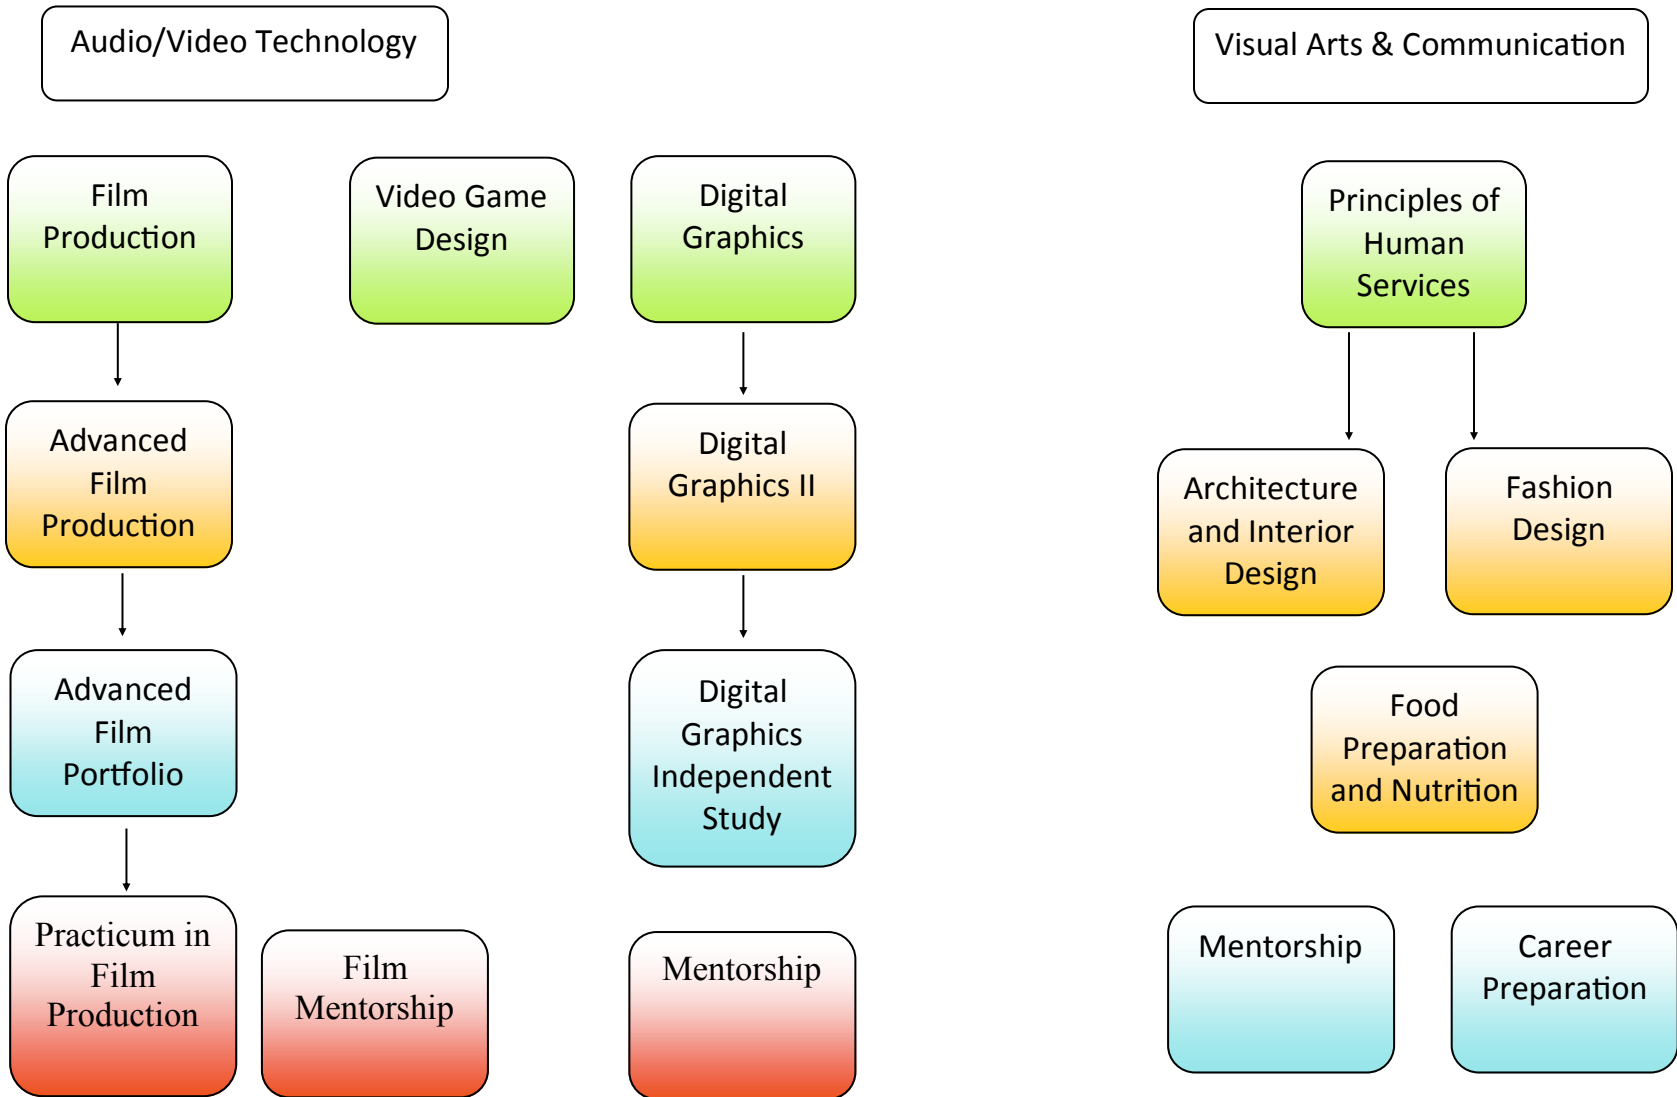 Audio/Video Technology
Visual Arts & Communication
Film
Production
Video Game
Design
Digital
Graphics
Principles of
Human
Services
Advanced
Film
Production
Digital
Graphics II
Architecture
and Interior
Design
Fashion
Design
Advanced
Film
Portfolio
Digital
Graphics
Independent
Study
Food
Preparation
and Nutrition
Practicum in
Film
Production
Film
Mentorship
Mentorship
Mentorship
Career
Preparation